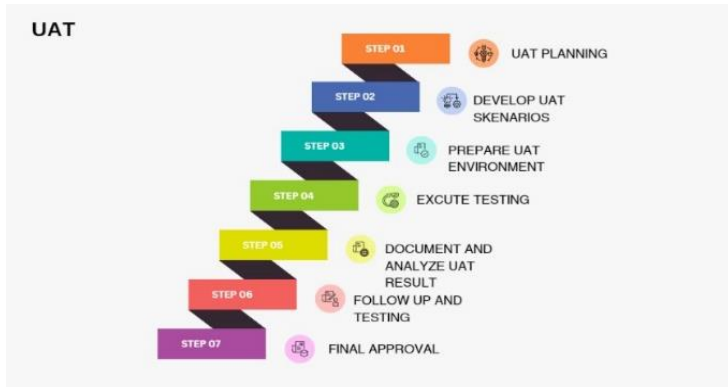 UAT
STEP 01
UAT PLANNING
STEP 02
DEVELOP UAT
SKENARIOS
STEP 03
PREPARE UAT
ENVIRONMENT
STEP 04
EXCUTE TESTING
STEP 05
DOCUMENT AND
ANALYZE UAT
RESULT
STEP 06
FOLLOW UP AND
TESTING
STEP 07
FINAL APPROVAL